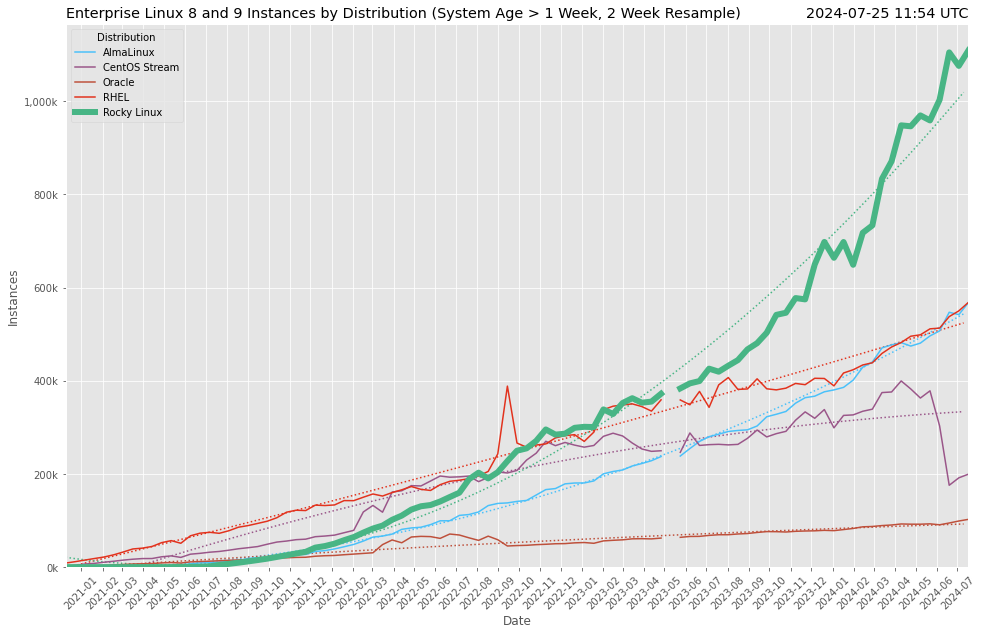 Enterprise Linux 8 and 9 Instances by Distribution (System Age > 1 Week, 2 Week Resample)
2024-07-25 11:54 UTC
Distribution
AlmaLinux
CentOS Stream
Oracle
RHEL
Rocky Linux
1,000k
800k
600k
400k
200k
0k
Instances
2021-01
2021-02
2021-03
2021-04
2021-05
2021-06
2021-07
2021-08
2021-09
2021-10
2021-11
2021-12
2022-01
2022-02
2022-03
2022-04
2022-05
2022-06
2022-07
2022-08
2022-09
2022-10
2022-11
2022-12
2023-01
2023-02
2023-03
2023-04
2023-05
2023-06
2023-07
2023-08
2023-09
2023-10
2023-11
2023-12
2024-01
2024-02
2024-03
2024-04
2024-05
2024-06
2024-07
Date